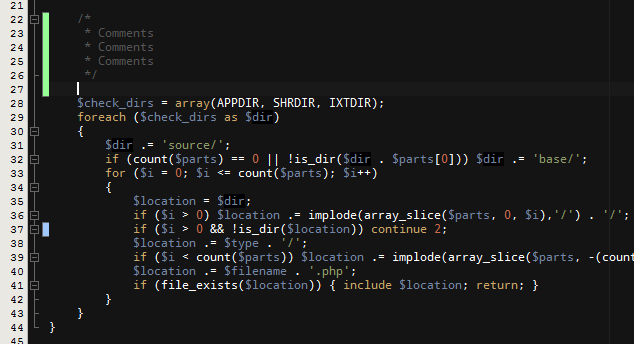 21
22 /*
23 * Comments
24 * Comments
25 * Comments
26 */
27
28 $check_dirs = array(APPDIR, SHRDIR, IXTDIR);
29 foreach ($check_dirs as $dir)
30 {
31 $dir .= 'source/';
32 if (count($parts) == 0 || !is_dir($dir . $parts[0])) $dir .= 'base/';
33 for ($i = 0; $i <= count($parts); $i++)
34 {
35 $location = $dir;
36 if ($i > 0) $location .= implode(array_slice($parts, 0, $i),'/') . '/';
37 if ($i > 0 && !is_dir($location)) continue 2;
38 $location .= $type . '/';
39 if ($i < count($parts)) $location .= implode(array_slice($parts, -(count
40 $location .= $filename . '.php';
41 if (file_exists($location)) { include $location; return; }
42 }
43 }
44 }
45